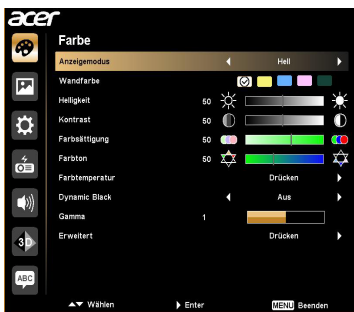 acer
Farbe
Anzeigemodus Hell
Wandfarbe
Helligkeit 50
Kontrast 50
Farbsättigung 50
Farbton 50
Farbtemperatur Drücken
Dynamic Black Aus
Gamma 1
Erweitert Drücken
3D
ABC
Wählen Enter MENU Beenden